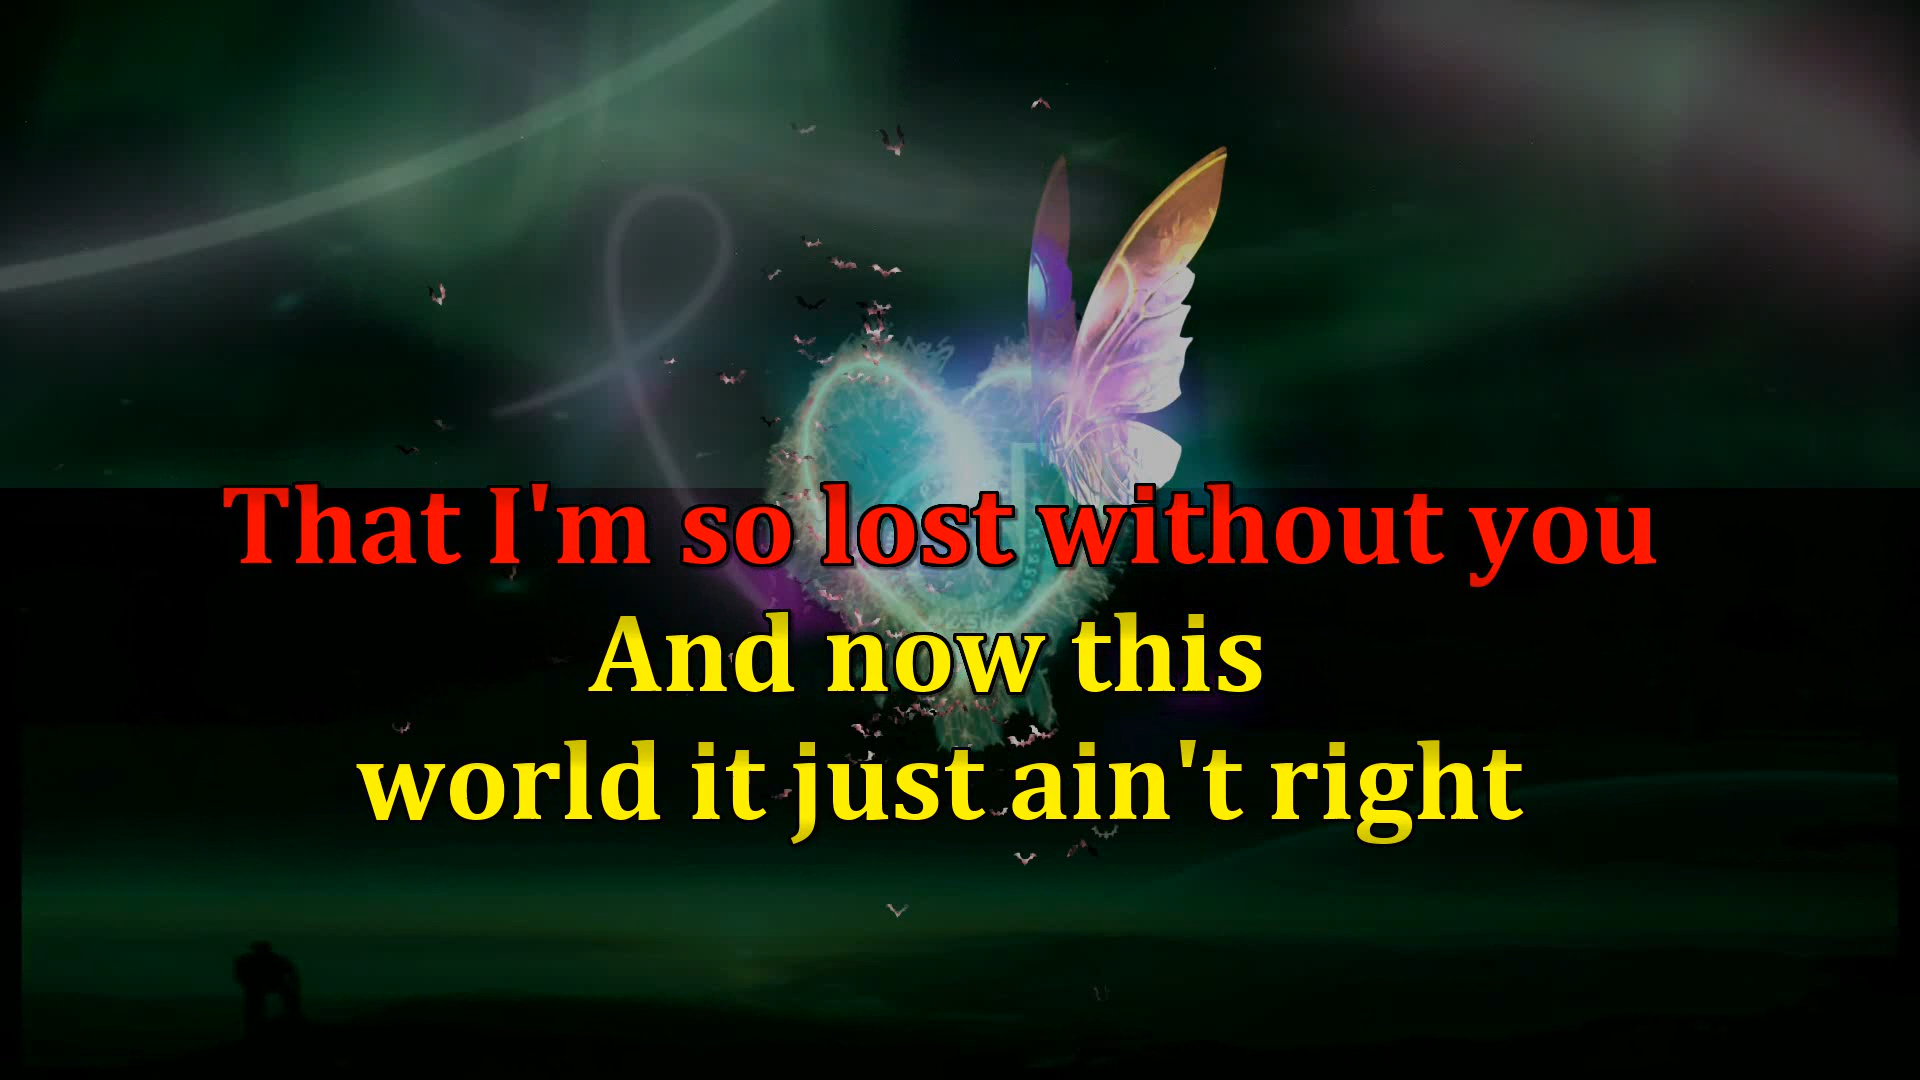 That I'm so lost without you
And now this
world it just ain't right